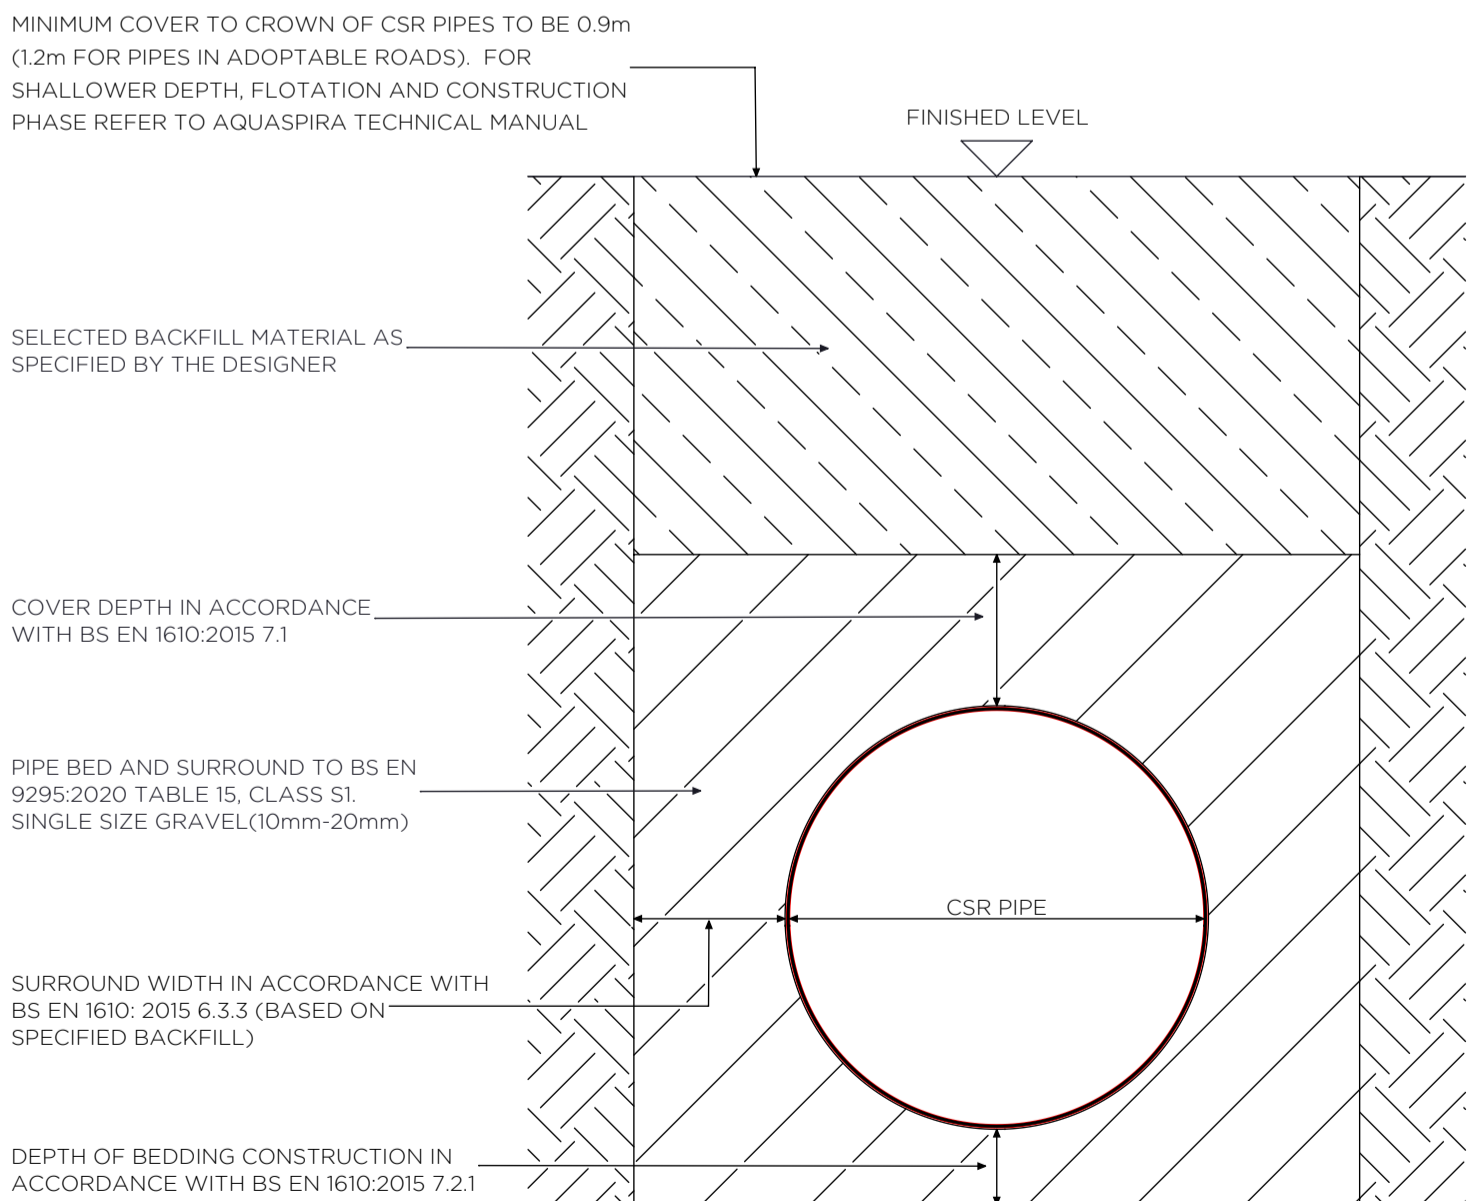 MINIMUM COVER TO CROWN OF CSR PIPES TO BE 0.9m
(1.2m FOR PIPES IN ADOPTABLE ROADS). FOR
SHALLOWER DEPTH, FLOTATION AND CONSTRUCTION
PHASE REFER TO AQUASPIRA TECHNICAL MANUAL
FINISHED LEVEL
SELECTED BACKFILL MATERIAL AS
SPECIFIED BY THE DESIGNER
COVER DEPTH IN ACCORDANCE
WITH BS EN 1610:2015 7.1
PIPE BED AND SURROUND TO BS EN
9295:2020 TABLE 15, CLASS S1.
SINGLE SIZE GRAVEL(10mm-20mm)
CSR PIPE
SURROUND WIDTH IN ACCORDANCE WITH
BS EN 1610: 2015 6.3.3 (BASED ON
SPECIFIED BACKFILL)
DEPTH OF BEDDING CONSTRUCTION IN
ACCORDANCE WITH BS EN 1610:2015 7.2.1